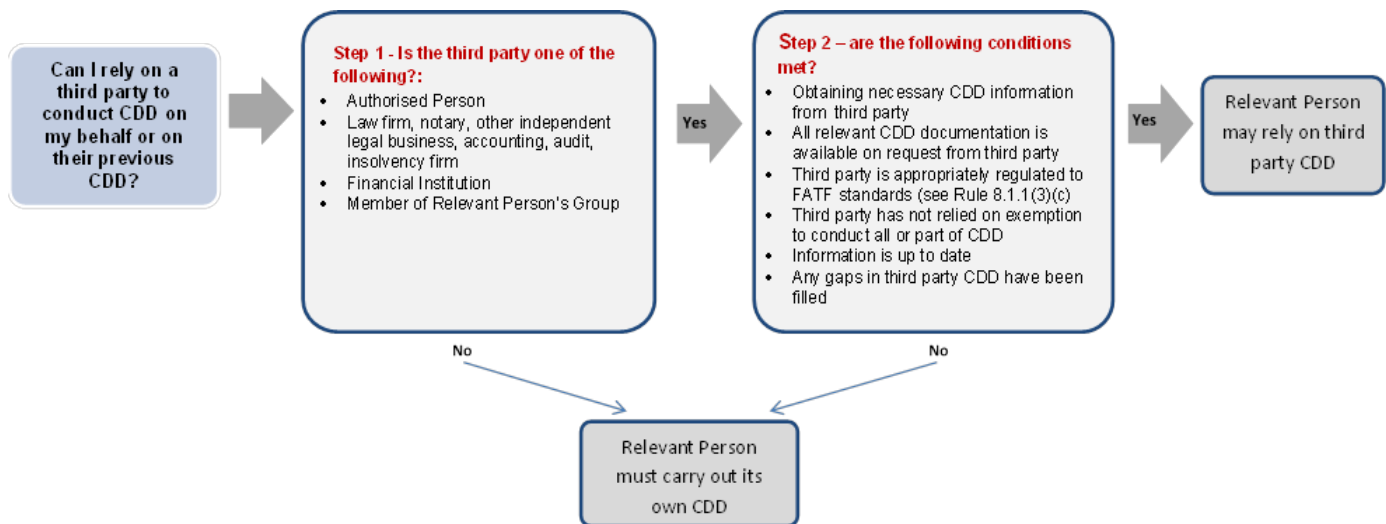 Can I rely on a
third party to
conduct CDD on
my behalf or on
their previous
CDD?
Step 1 - Is the third party one of the
following?:
• Authorised Person
• Law firm, notary, other independent
legal business, accounting, audit,
insolvency firm
• Financial Institution
• Member of Relevant Person's Group
Yes
Step 2 – are the following conditions
met?
• Obtaining necessary CDD information
from third party
• All relevant CDD documentation is
available on request from third party
• Third party is appropriately regulated to
FATF standards (see Rule 8.1.1(3)(c)
• Third party has not relied on exemption
to conduct all or part of CDD
• Information is up to date
• Any gaps in third party CDD have been
filled
Yes
Relevant Person
may rely on third
party CDD
No
No
Relevant Person
must carry out its
own CDD